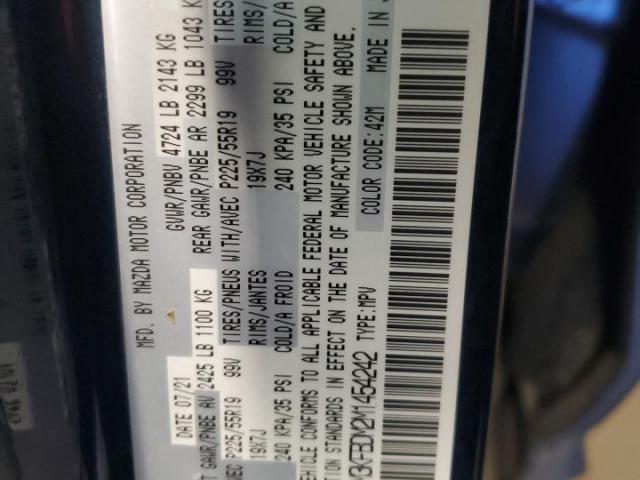 MFD. BY MAZDA MOTOR CORPORATION
DATE 07/21 GVWR/PNBV 4724 LB 2143 KG
T GAWR/PNBE AV 2425 LB 1100 KG REAR GAWR/PNBE AR 2299 LB 1043 K
VEC P225/55R19 99V TIRES/PNEUS WITH/AVEC P225/55R19 99V TIRES
19X7J RIMS/JANTES 19X7J RIMS/
240 KPA/35 PSI COLD/A FROID 240 KPA/35 PSI COLD/A
VEHICLE CONFORMS TO ALL APPLICABLE FEDERAL MOTOR VEHICLE SAFETY AND
TION STANDARDS IN EFFECT ON THE DATE OF MANUFACTURE SHOWN ABOVE.
3KFBDX2M1454242 TYPE:MPV COLOR CODE:42M MADE IN J